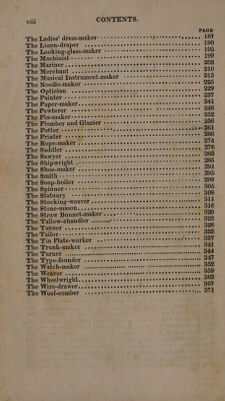 viii CONTENTS.
PAGE
The Ladies' dress-maker 187
The Linen-draper 190
The Looking-glass-maker 195
The Machinist 199
The Mariner 203
The Merchant 210
The Musical Instrument-maker 215
The Needle-maker 225
The Optician 229
The Painter 237
The Paper-maker 241
The Pewterer 248
The Pin-maker 252
The Plumber and Glazier 256
The Potter 261
The Printer 266
The Rope-maker 274
The Saddler 278
The Sawyer 282
The Shipwright 285
The Shoe-maker 294
The Smith 295
The Soap-boiler 299
The Spinner 305
The Statuary 308
The Stocking-weaver 311
The Stone-mason 316
The Straw Bonnet-maker 320
The Tallow-chandler 323
The Tanner 328
The Tailor 333
The Tin Plate-worker 337
The Trunk-maker 341
The Turner 344
The Type-founder 347
The Watch-maker 352
The Weaver 359
The Wheelwright 363
The Wire-drawer 367
The Wool-comber 371